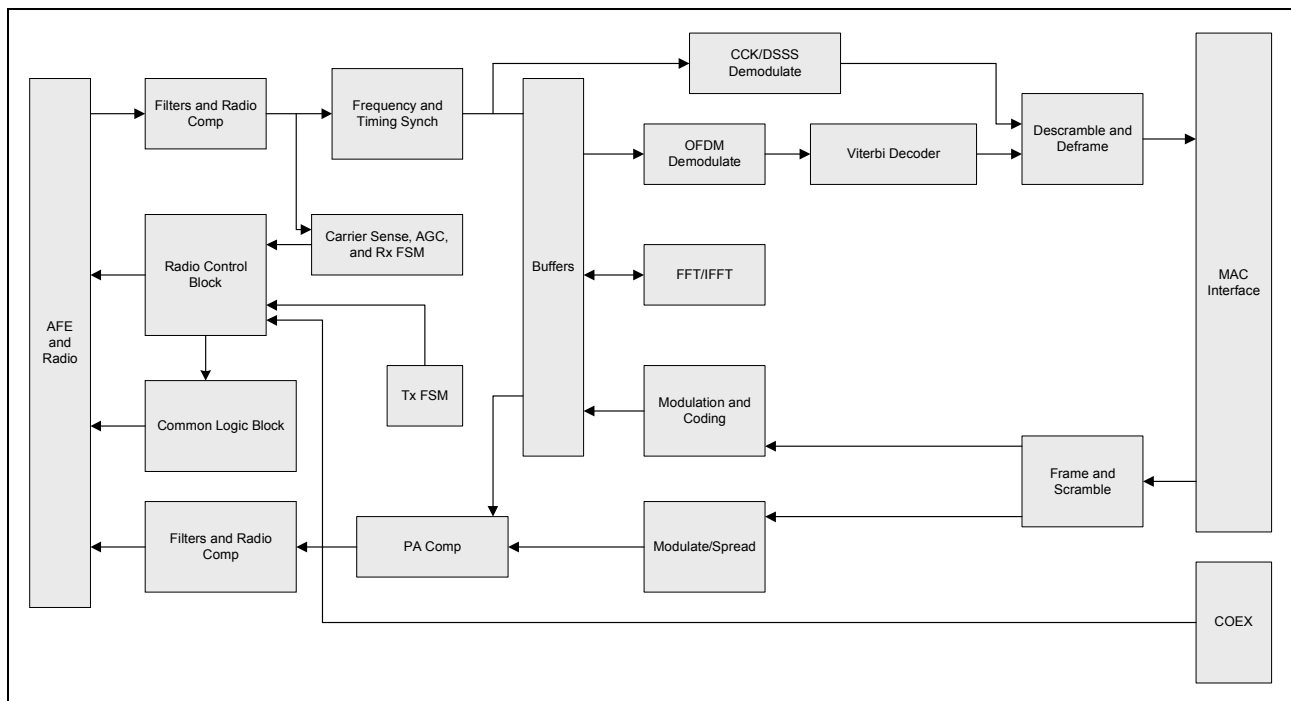 CCK/DSSS
Demodulate
Filters and Radio
Comp
Frequency and
Timing Synch
Descramble and
Deframe
OFDM
Demodulate
Viterbi Decoder
Carrier Sense, AGC,
and Rx FSM
Radio Control
Block
Buffers
FFT/IFFT
MAC
Interface
AFE
and
Radio
Tx FSM
Modulation and
Coding
Common Logic Block
Frame and
Scramble
Filters and Radio
Comp
PA Comp
Modulate/Spread
COEX